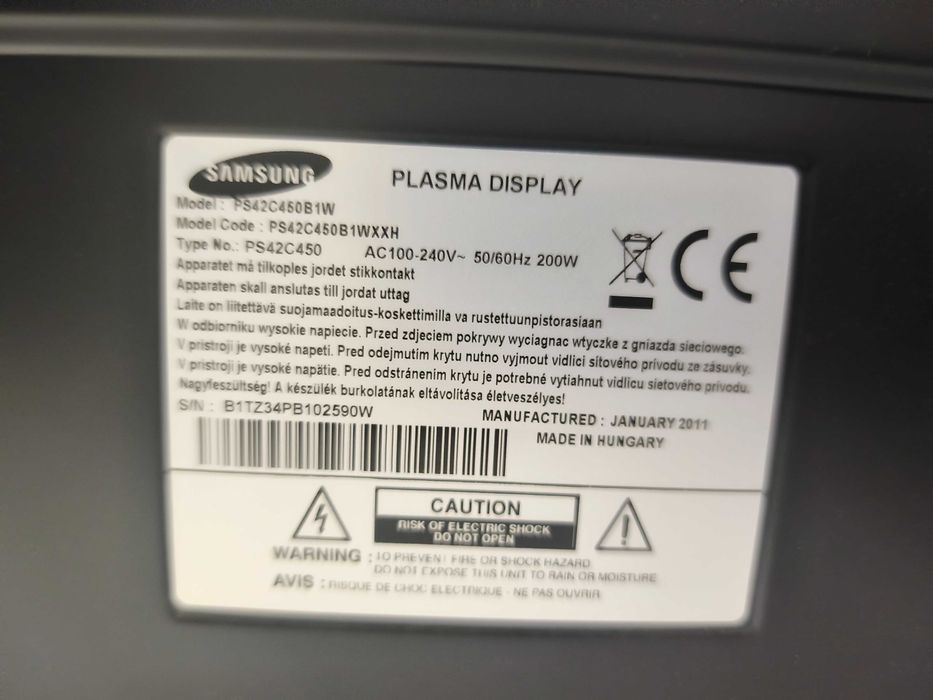 SAMSUNG
PLASMA DISPLAY
Model : PS42C450B1W
Model Code : PS42C450B1WXXH
Type No.: PS42C450 AC100-240V~ 50/60Hz 200W
Apparatet má tilkoples jordet stikkontakt
Apparaten skall anslutas till jordat uttag
Laite on liitettävä suojamaadoitus-koskettimilla va rustettuunpistorasiaan
W odbiorniku wysokie napiecie. Przed zdjeciem pokrywy wyciagnac wtyczke z gniazda sieciowego.
V pristroji je vysoké napeti. Pred odejmutím krytu nutno vyjmout vidlici sítového prívodu ze zásuvky.
V pristroji je vysoké napätie. Pred odstránením krytu je potrebné vytiahnut vidlicu sietového prívodu.
Nagyfeszültség! A készülék burkolatának eltávolítása életveszélyes!
S/N : B1TZ34PB102590W
MANUFACTURED : JANUARY 2011
MADE IN HUNGARY
CE
CAUTION
RISK OF ELECTRIC SHOCK
DO NOT OPEN
WARNING : TO PREVENT FIRE OR SHOCK HAZARD
DO NOT EXPOSE THIS UNIT TO RAIN OR MOISTURE
AVIS : RISQUE DE CHOC ELECTRIQUE - NE PAS OUVRIR